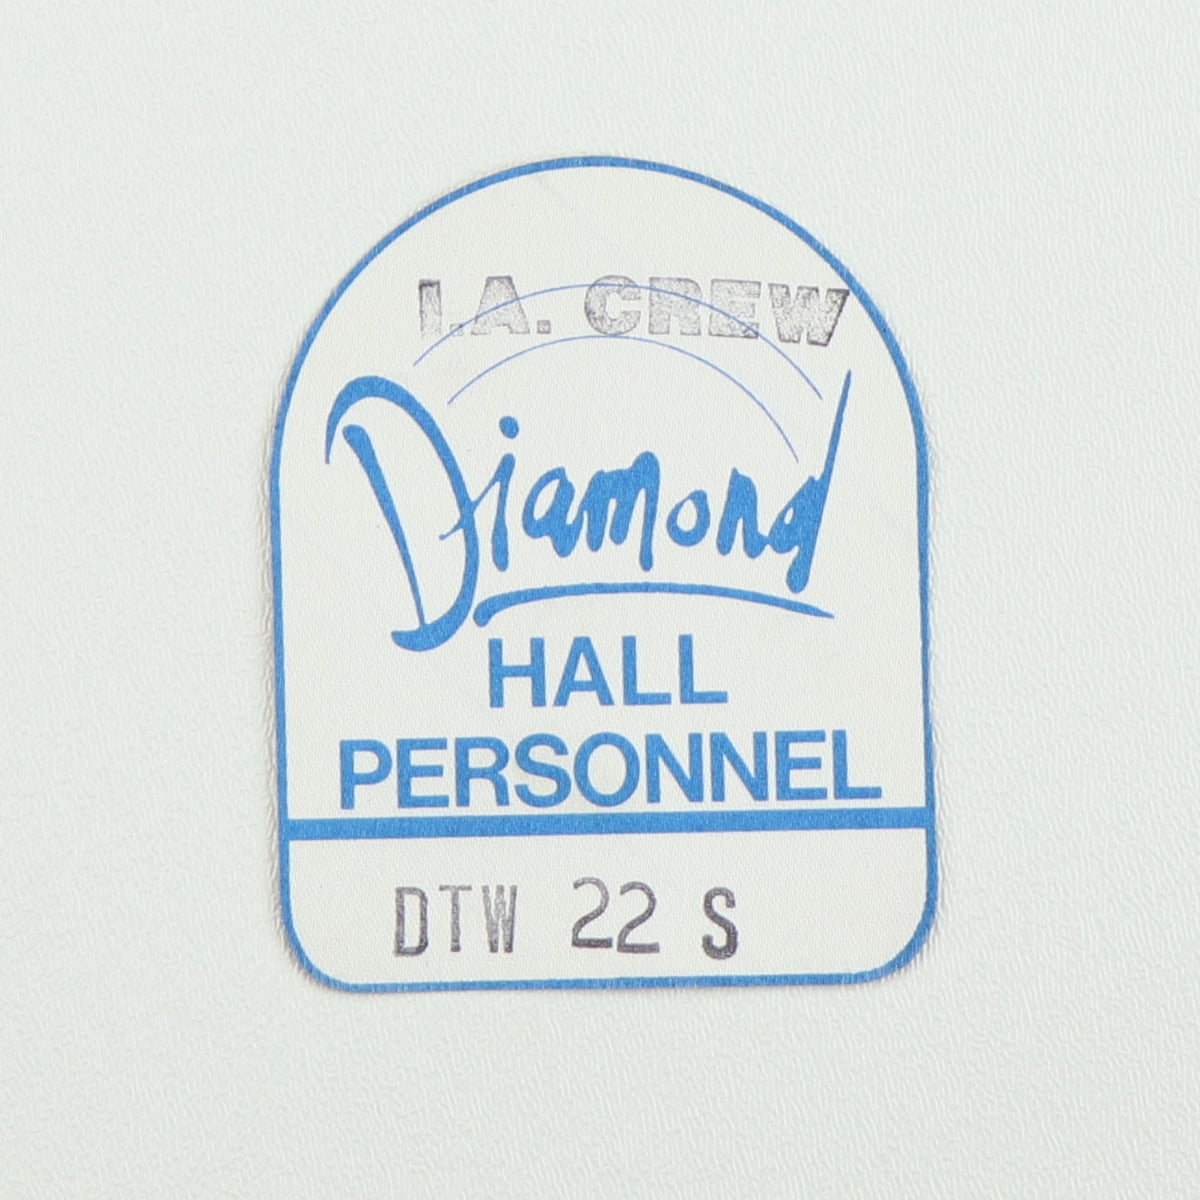 I.A. CREW
Diamond
HALL
PERSONNEL
DTW 22 S